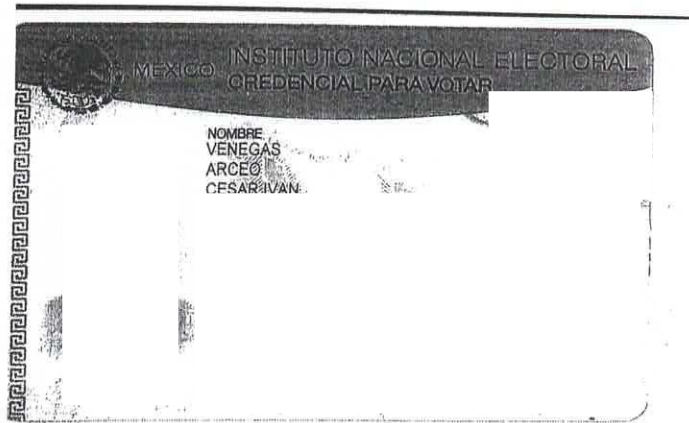 MEXICO INSTITUTO NACIONAL ELECTORAL
CREDENCIAL PARA VOTAR
NOMBRE
VENEGAS
ARCEO
CESAR IVAN